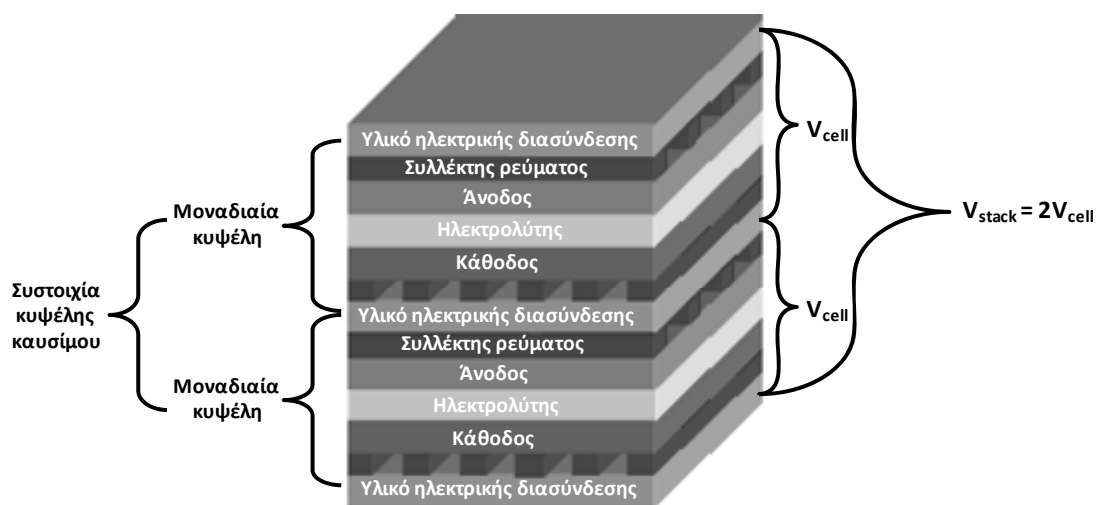 Συστοιχία
κυψέλης
καυσίμου
Μοναδιαία
κυψέλη
Μοναδιαία
κυψέλη
Υλικό ηλεκτρικής διασύνδεσης
Συλλέκτης ρεύματος
Άνοδος
Ηλεκτρολύτης
Κάθοδος
Υλικό ηλεκτρικής διασύνδεσης
Συλλέκτης ρεύματος
Άνοδος
Ηλεκτρολύτης
Κάθοδος
Υλικό ηλεκτρικής διασύνδεσης
Vcell
Vcell
Vstack = 2Vcell